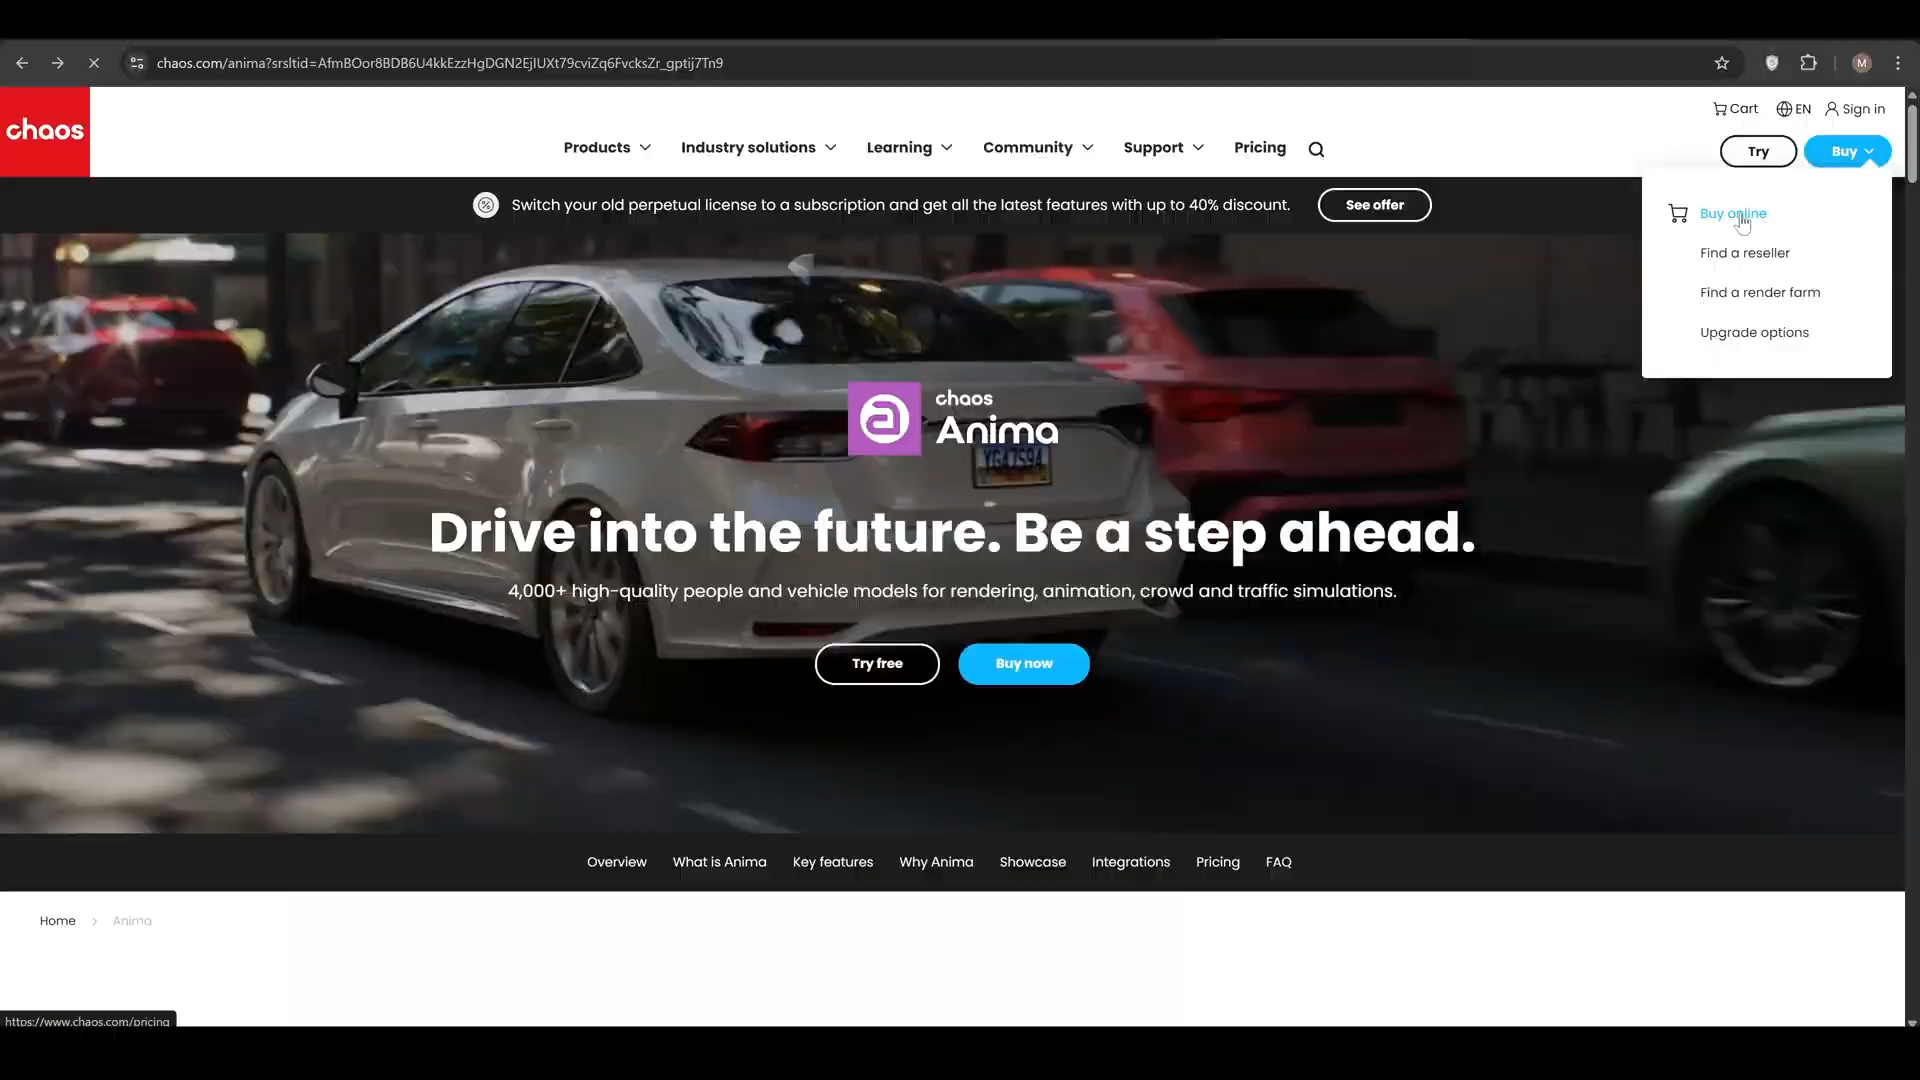 chaos.com/anima?srsltid=AfmBOor8BDB6U4kkEzzHgDGN2EjIUXt79cviZq6FvcksZr_gptij7Tn9
M
chaos
Cart
EN
Sign in
Products
Industry solutions
Learning
Community
Support
Pricing
Try
Buy
Switch your old perpetual license to a subscription and get all the latest features with up to 40% discount.
See offer
Buy online
Find a reseller
Find a render farm
Upgrade options
chaos
Anima
Drive into the future. Be a step ahead.
4,000+ high-quality people and vehicle models for rendering, animation, crowd and traffic simulations.
Try free
Buy now
Overview
What is Anima
Key features
Why Anima
Showcase
Integrations
Pricing
FAQ
Home
Anima
https://www.chaos.com/pricing